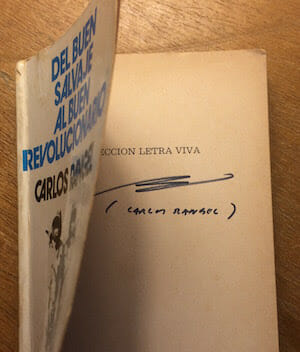 DEL BUEN
SALVAJE
AL BUEN
REVOLUCIONARIO
CARLOS RANGEL
ECCION LETRA VIVA
( CARLOS RANGEL )